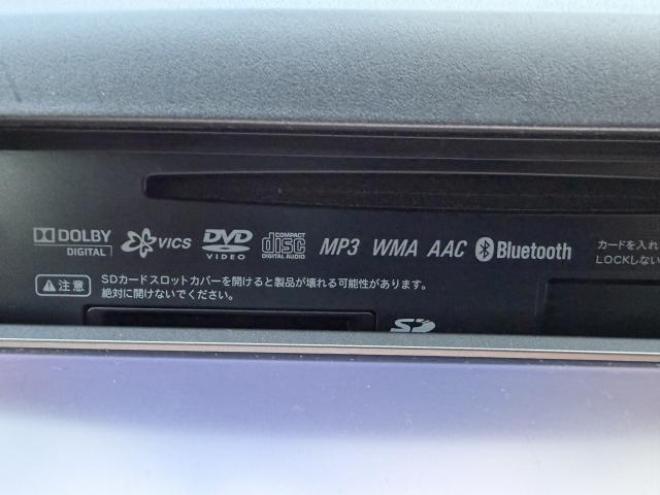 DOLBY DIGITAL VICS DVD VIDEO COMPACT disc DIGITAL AUDIO MP3 WMA AAC Bluetooth カードを入れ
LOCKしない
注意 SDカードスロットカバーを開けると製品が壊れる可能性があります。
絶対に開けないでください。
SD